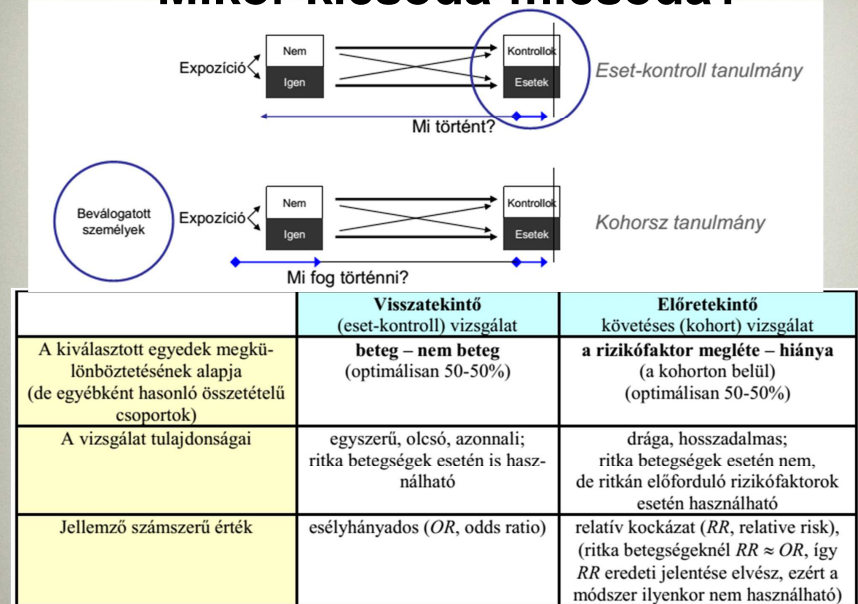 Expozíció
Nem
Igen
Kontrollok
Esetek
Eset-kontroll tanulmány
Mi történt?
Beválogatott
személyek
Expozíció
Nem
Igen
Kontrollok
Esetek
Kohorsz tanulmány
Mi fog történni?
Visszatekintő
(eset-kontroll) vizsgálat
Előretekintő
követéses (kohort) vizsgálat
A kiválasztott egyedek megkü-
lönböztetésének alapja
(de egyébként hasonló összetételű
csoportok)
beteg – nem beteg
(optimálisan 50-50%)
a rizikófaktor megléte – hiánya
(a kohorton belül)
(optimálisan 50-50%)
A vizsgálat tulajdonságai
egyszerű, olcsó, azonnali;
ritka betegségek esetén is hasz-
nálható
drága, hosszadalmas;
ritka betegségek esetén nem,
de ritkán előforduló rizikófaktorok
esetén használható
Jellemző számszerű érték
esélyhányados (OR, odds ratio)
relatív kockázat (RR, relative risk),
(ritka betegségeknél RR ≈ OR, így
RR eredeti jelentése elvész, ezért a
módszer ilyenkor nem használható)